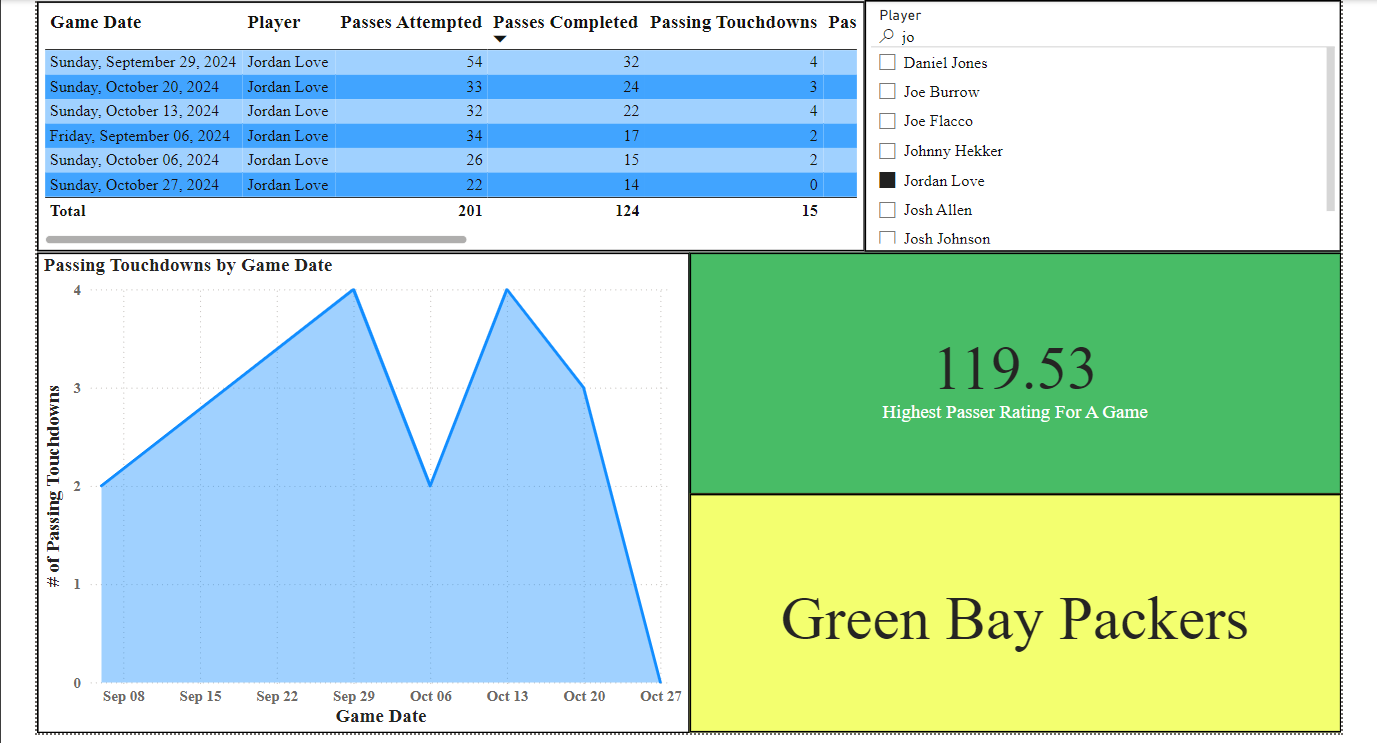 Game Date Player Passes Attempted Passes Completed Passing Touchdowns Pas
Sunday, September 29, 2024 Jordan Love 54 32 4
Sunday, October 20, 2024 Jordan Love 33 24 3
Sunday, October 13, 2024 Jordan Love 32 22 4
Friday, September 06, 2024 Jordan Love 34 17 2
Sunday, October 06, 2024 Jordan Love 26 15 2
Sunday, October 27, 2024 Jordan Love 22 14 0
Total 201 124 15
Player
jo
Daniel Jones
Joe Burrow
Joe Flacco
Johnny Hekker
Jordan Love
Josh Allen
Josh Johnson
Passing Touchdowns by Game Date
# of Passing Touchdowns
4
3
2
1
0
Sep 08 Sep 15 Sep 22 Sep 29 Oct 06 Oct 13 Oct 20 Oct 27
Game Date
119.53
Highest Passer Rating For A Game
Green Bay Packers